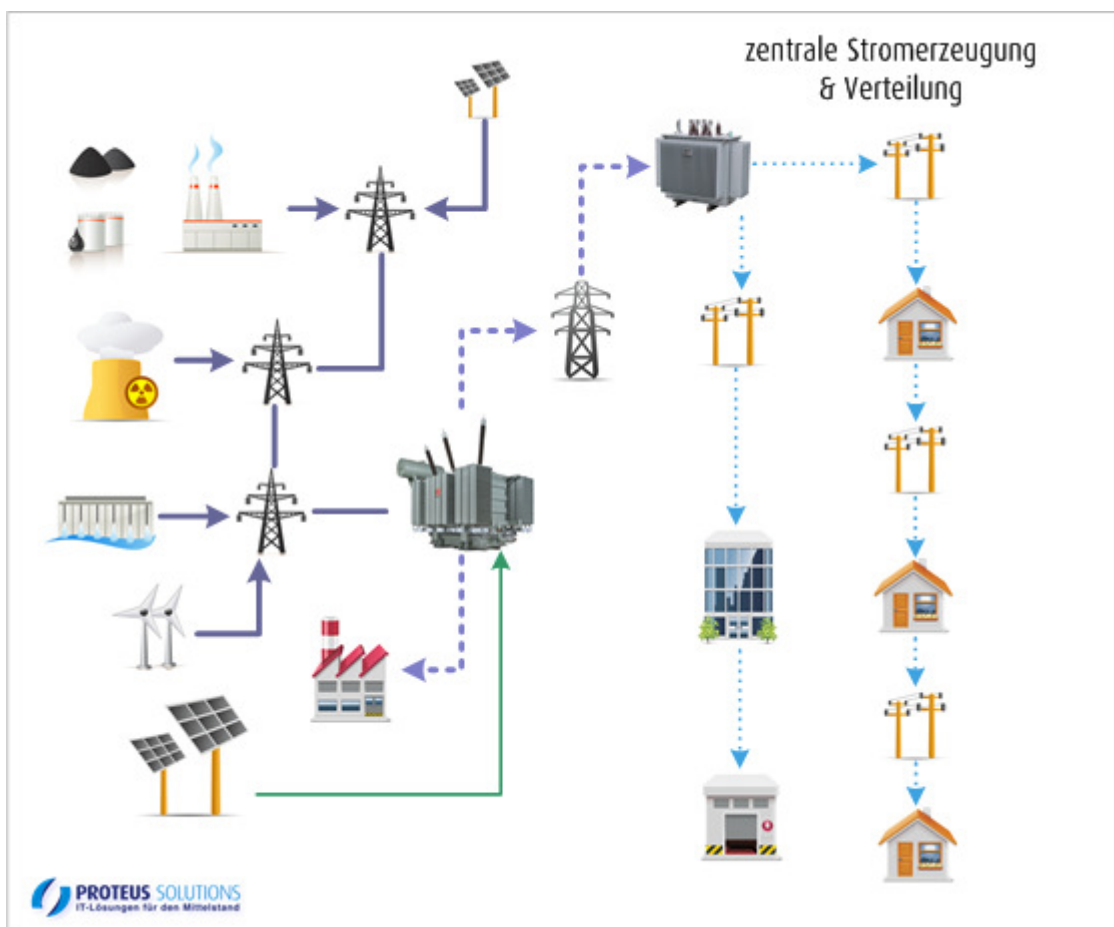 zentrale Stromerzeugung
& Verteilung
PROTEUS SOLUTIONS
IT-Lösungen für den Mittelstand